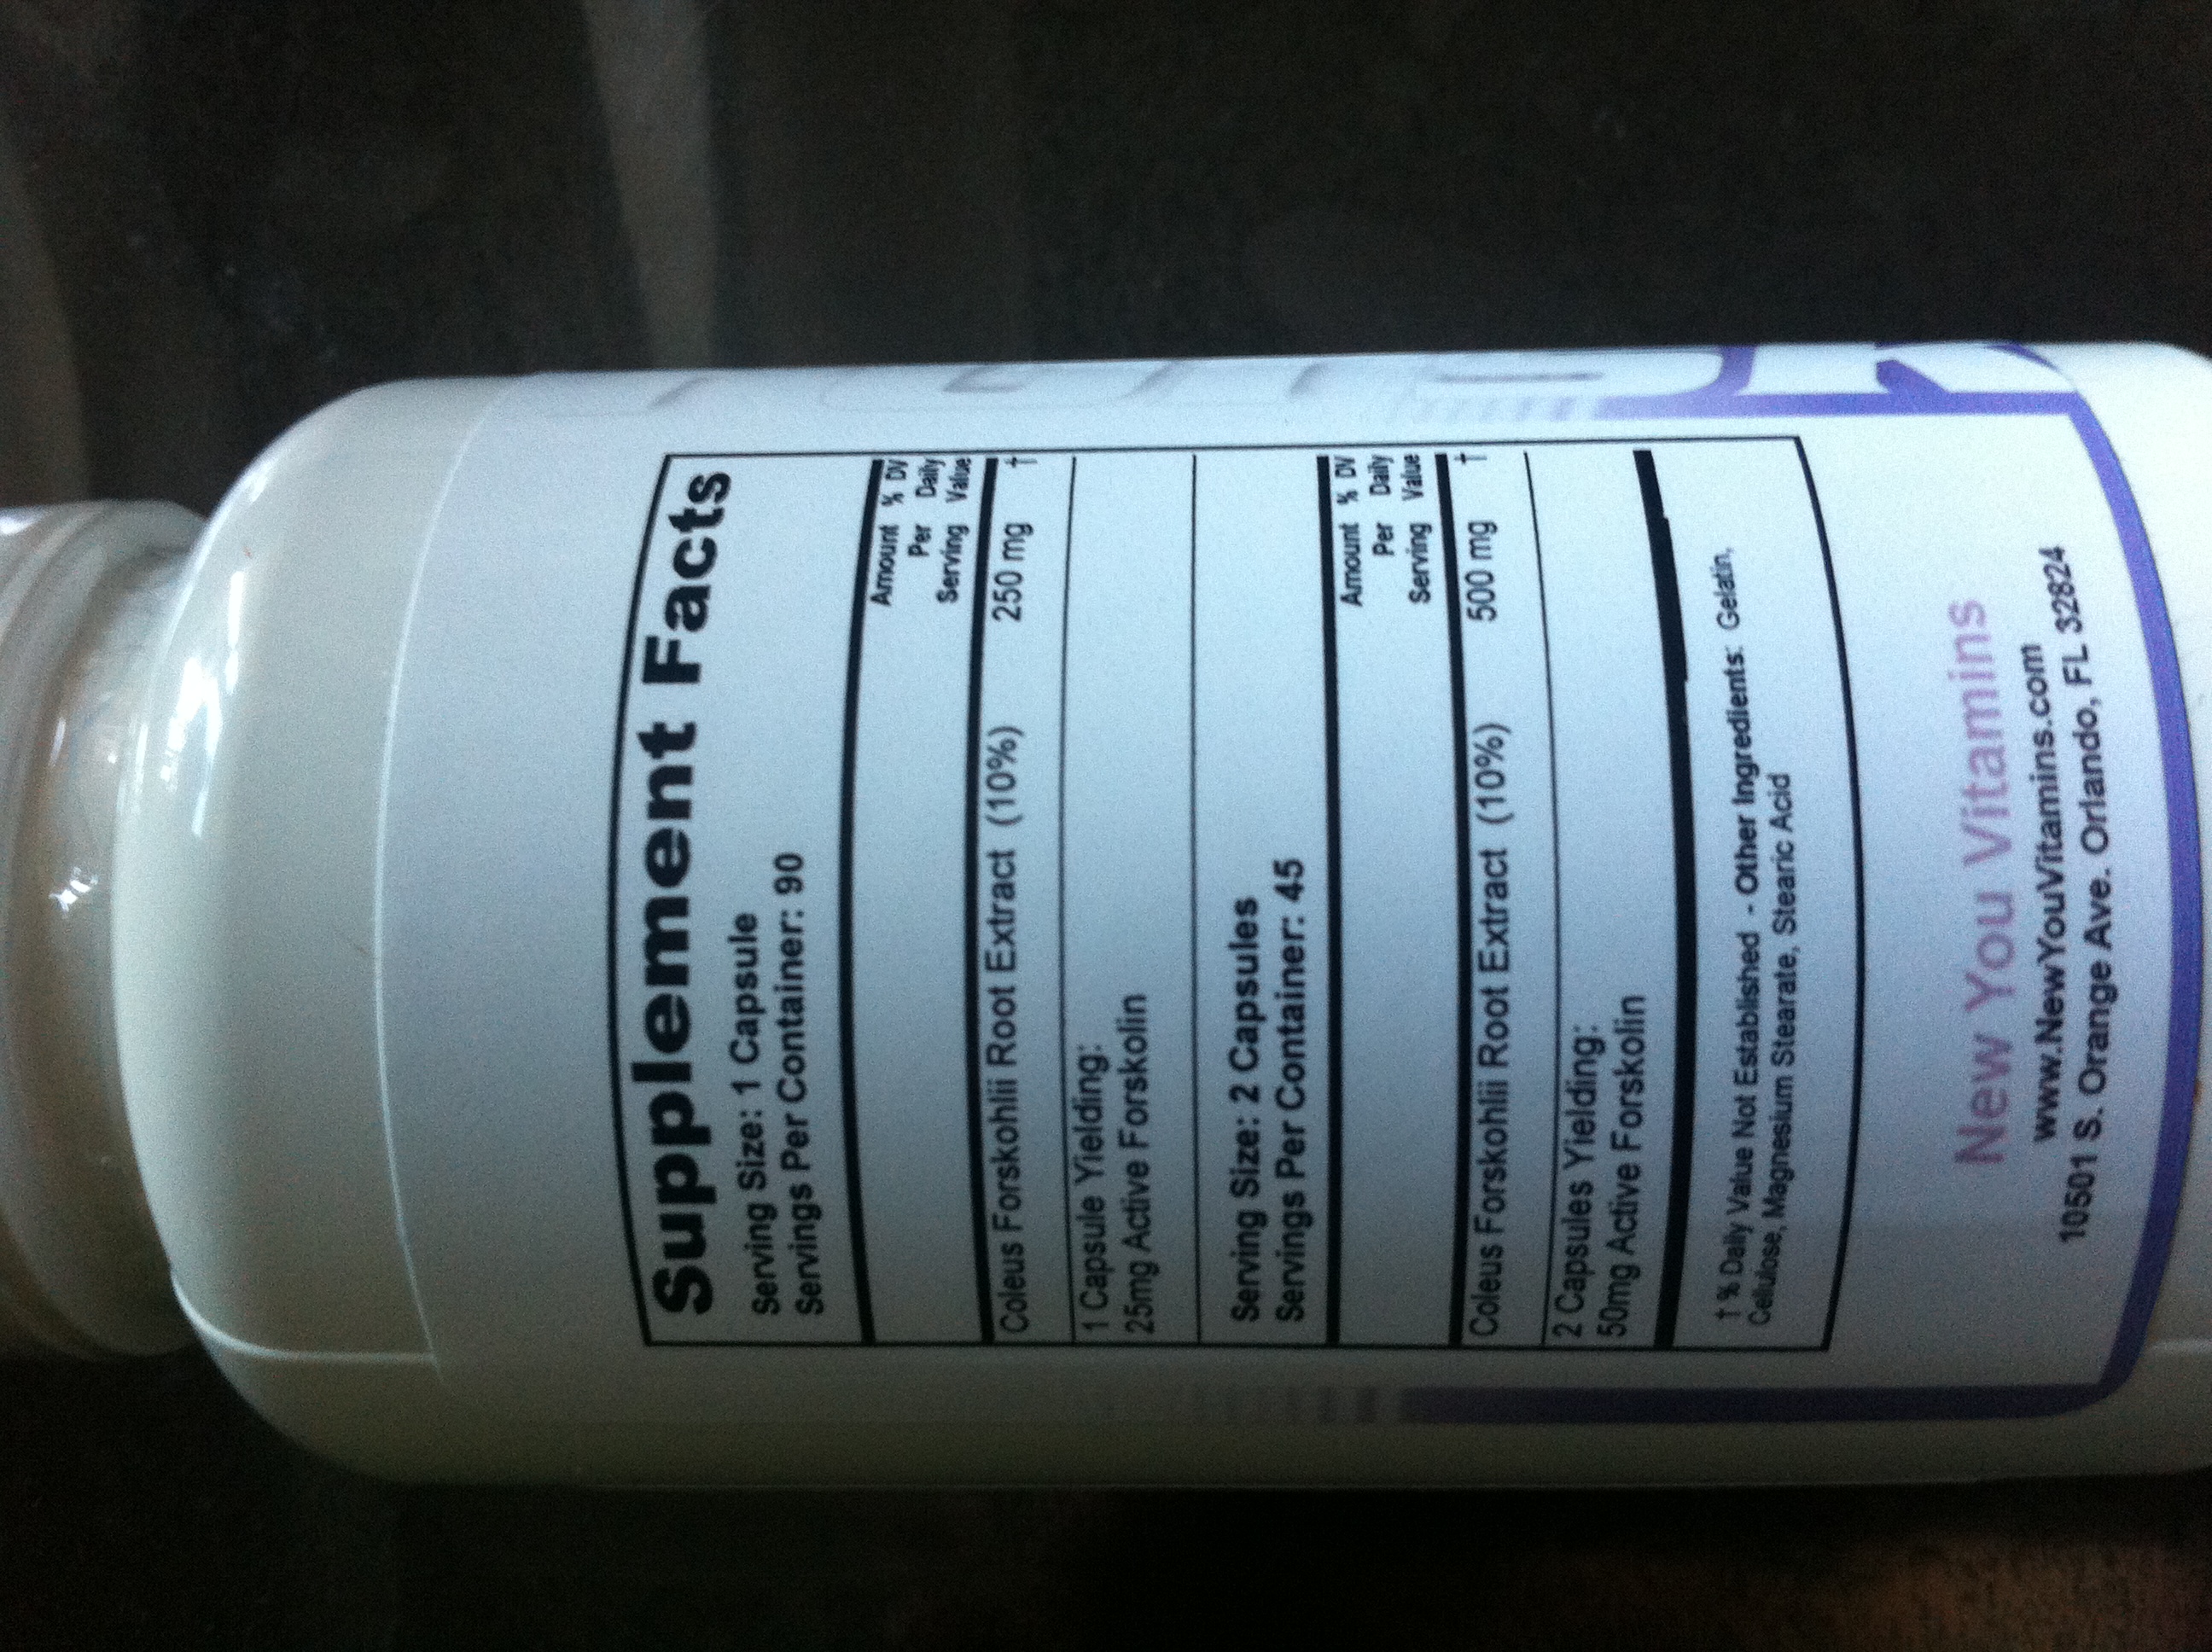 Supplement Facts
Serving Size: 1 Capsule
Servings Per Container: 90
Amount % DV
Per Daily
Serving Value
Coleus Forskohlii Root Extract (10%) 250 mg †
1 Capsule Yielding:
25mg Active Forskolin
Serving Size: 2 Capsules
Servings Per Container: 45
Amount % DV
Per Daily
Serving Value
Coleus Forskohlii Root Extract (10%) 500 mg †
2 Capsules Yielding:
50mg Active Forskolin
† % Daily Value Not Established - Other Ingredients: Gelatin,
Cellulose, Magnesium Stearate, Stearic Acid
New You Vitamins
www.NewYouVitamins.com
10501 S. Orange Ave. Orlando, FL 32824